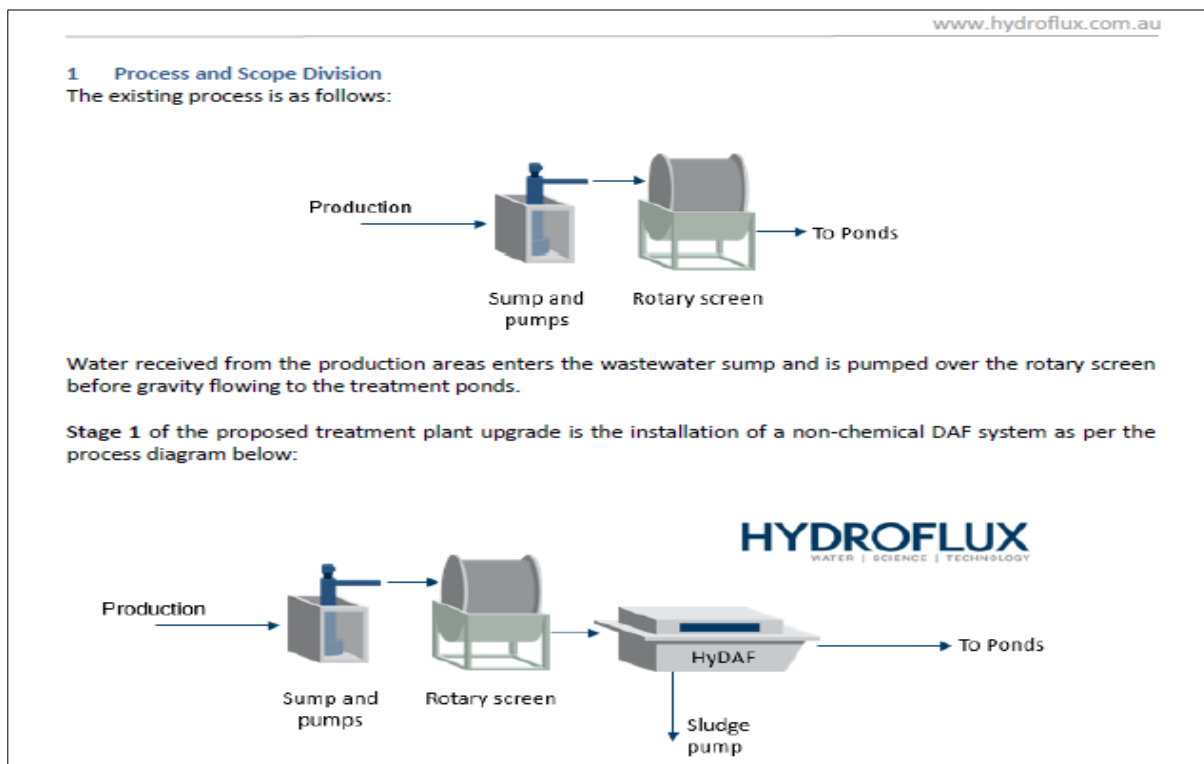 www.hydroflux.com.au
1 Process and Scope Division
The existing process is as follows:
Production
To Ponds
Sump and
pumps
Rotary screen
Water received from the production areas enters the wastewater sump and is pumped over the rotary screen
before gravity flowing to the treatment ponds.
Stage 1 of the proposed treatment plant upgrade is the installation of a non-chemical DAF system as per the
process diagram below:
HYDROFLUX
WATER | SCIENCE | TECHNOLOGY
Production
HyDAF
To Ponds
Sump and
pumps
Rotary screen
Sludge
pump